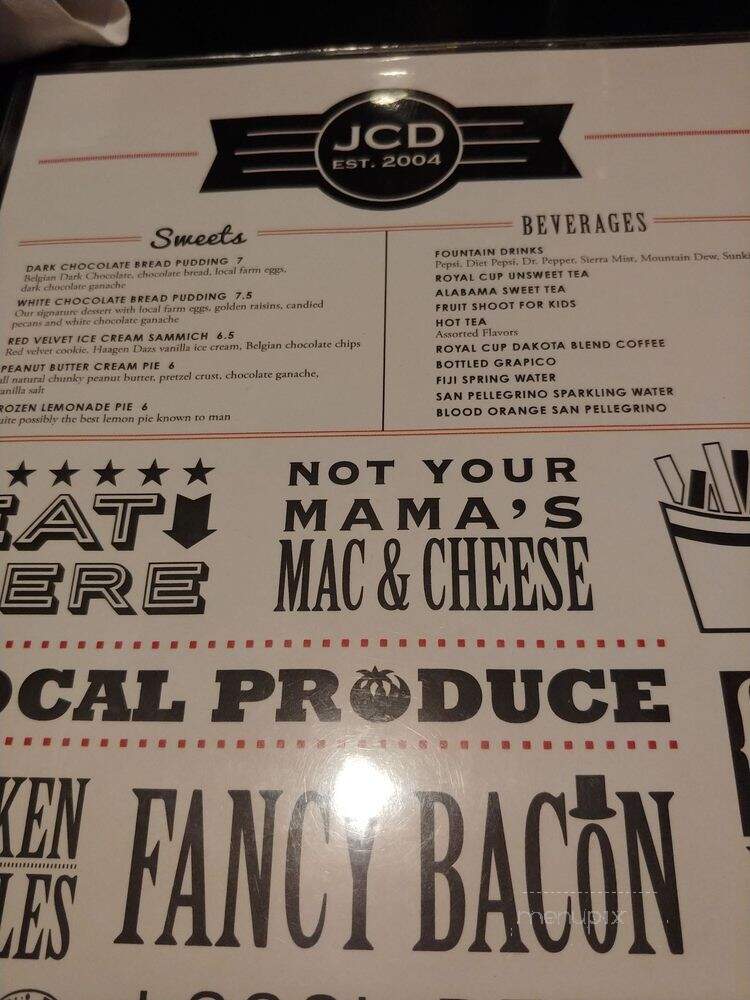 JCD
EST. 2004
Sweets
DARK CHOCOLATE BREAD PUDDING 7
Belgian Dark Chocolate, chocolate bread, local farm eggs,
dark chocolate ganache
WHITE CHOCOLATE BREAD PUDDING 7.5
Our signature dessert with local farm eggs, golden raisins, candied
pecans and white chocolate ganache
RED VELVET ICE CREAM SAMMICH 6.5
Red velvet cookie, Haagen Dazs vanilla ice cream, Belgian chocolate chips
PEANUT BUTTER CREAM PIE 6
all natural chunky peanut butter, pretzel crust, chocolate ganache,
anilla salt
ROZEN LEMONADE PIE 6
uite possibly the best lemon pie known to man
BEVERAGES
FOUNTAIN DRINKS
Pepsi, Diet Pepsi, Dr. Pepper, Sierra Mist, Mountain Dew, Sunki
ROYAL CUP UNSWEET TEA
ALABAMA SWEET TEA
FRUIT SHOOT FOR KIDS
HOT TEA
Assorted Flavors
ROYAL CUP DAKOTA BLEND COFFEE
BOTTLED GRAPICO
FIJI SPRING WATER
SAN PELLEGRINO SPARKLING WATER
BLOOD ORANGE SAN PELLEGRINO
EAT
ERE
NOT YOUR
MAMA'S
MAC & CHEESE
OCAL PRODUCE
KEN
LES
FANCY BACON
menupix